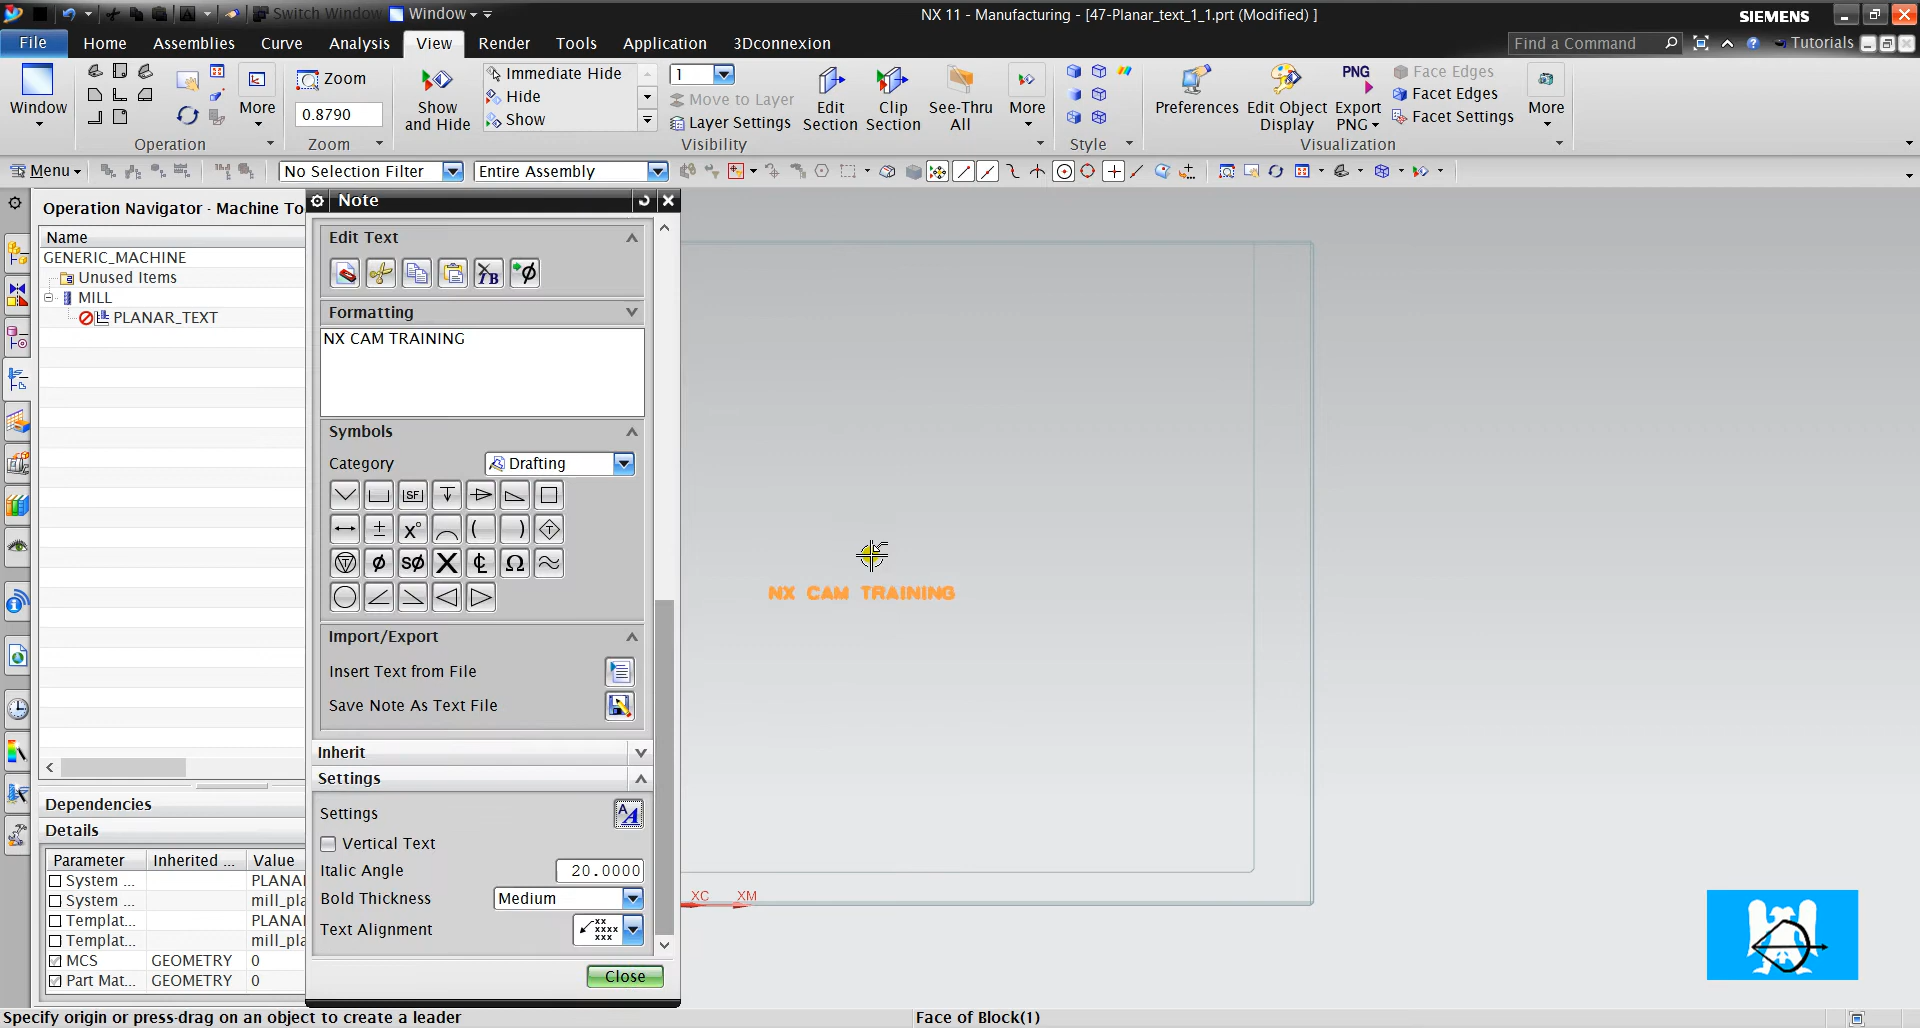 Switch Window Window NX 11 - Manufacturing - [47-Planar_text_1_1.prt (Modified) ] SIEMENS
File Home Assemblies Curve Analysis View Render Tools Application 3Dconnexion Find a Command Tutorials
Window
More
Zoom
0.8790
Show and Hide
Immediate Hide
Hide
Show
1
Move to Layer
Layer Settings
Edit Section
Clip Section
See-Thru All
More
Preferences
Edit Object Display
PNG
Export PNG
Face Edges
Facet Edges
Facet Settings
More
Operation Zoom Visibility Style Visualization
Menu No Selection Filter Entire Assembly
Operation Navigator - Machine To
Name
GENERIC_MACHINE
Unused Items
MILL
PLANAR_TEXT
Dependencies
Details
Parameter Inherited ... Value
System ... PLANAI
System ... mill_pla
Templat... PLANAI
Templat... mill_pla
MCS GEOMETRY 0
Part Mat... GEOMETRY 0
Note
Edit Text
Formatting
NX CAM TRAINING
Symbols
Category Drafting
Import/Export
Insert Text from File
Save Note As Text File
Inherit
Settings
Settings
Vertical Text
Italic Angle 20.0000
Bold Thickness Medium
Text Alignment
Close
NX CAM TRAINING
XC XM
Specify origin or press-drag on an object to create a leader Face of Block(1)